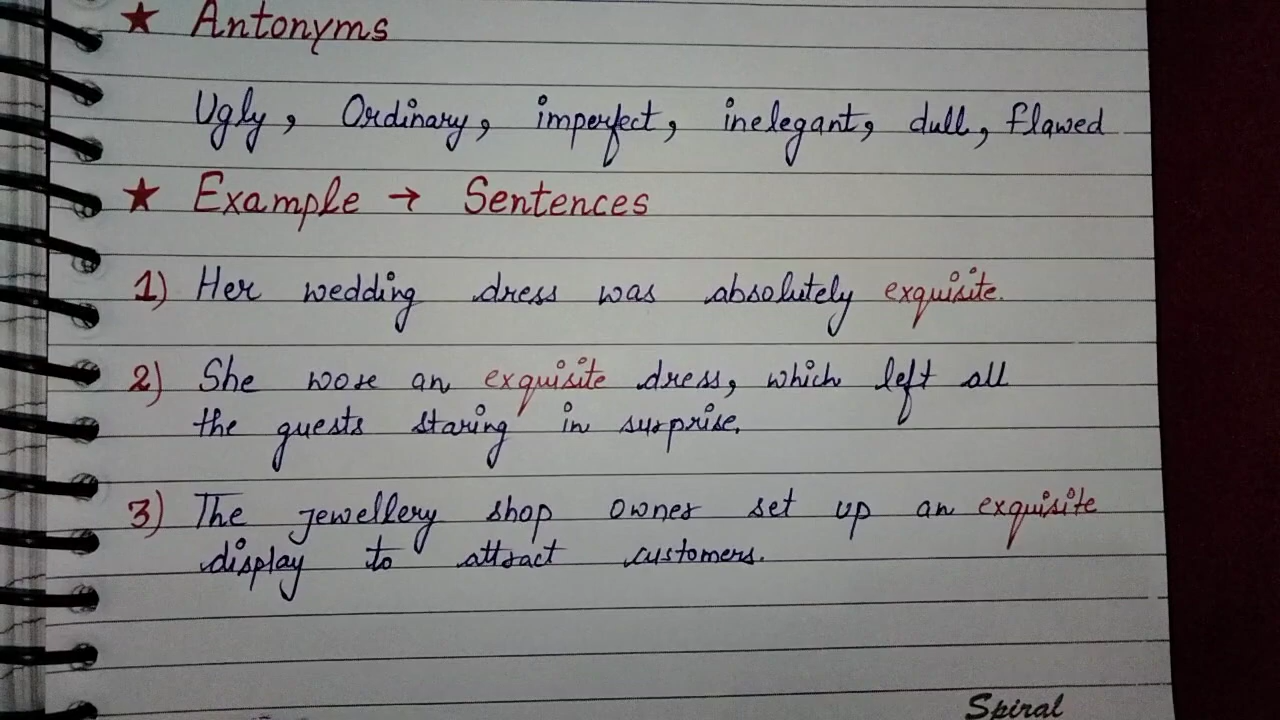 ★ Antonyms
Ugly, Ordinary, imperfect, inelegant, dull, flawed
★ Example → Sentences
1) Her wedding dress was absolutely exquisite.
2) She wore an exquisite dress, which left all
the guests staring in surprise.
3) The jewellery shop owner set up an exquisite
display to attract customers.
Spiral